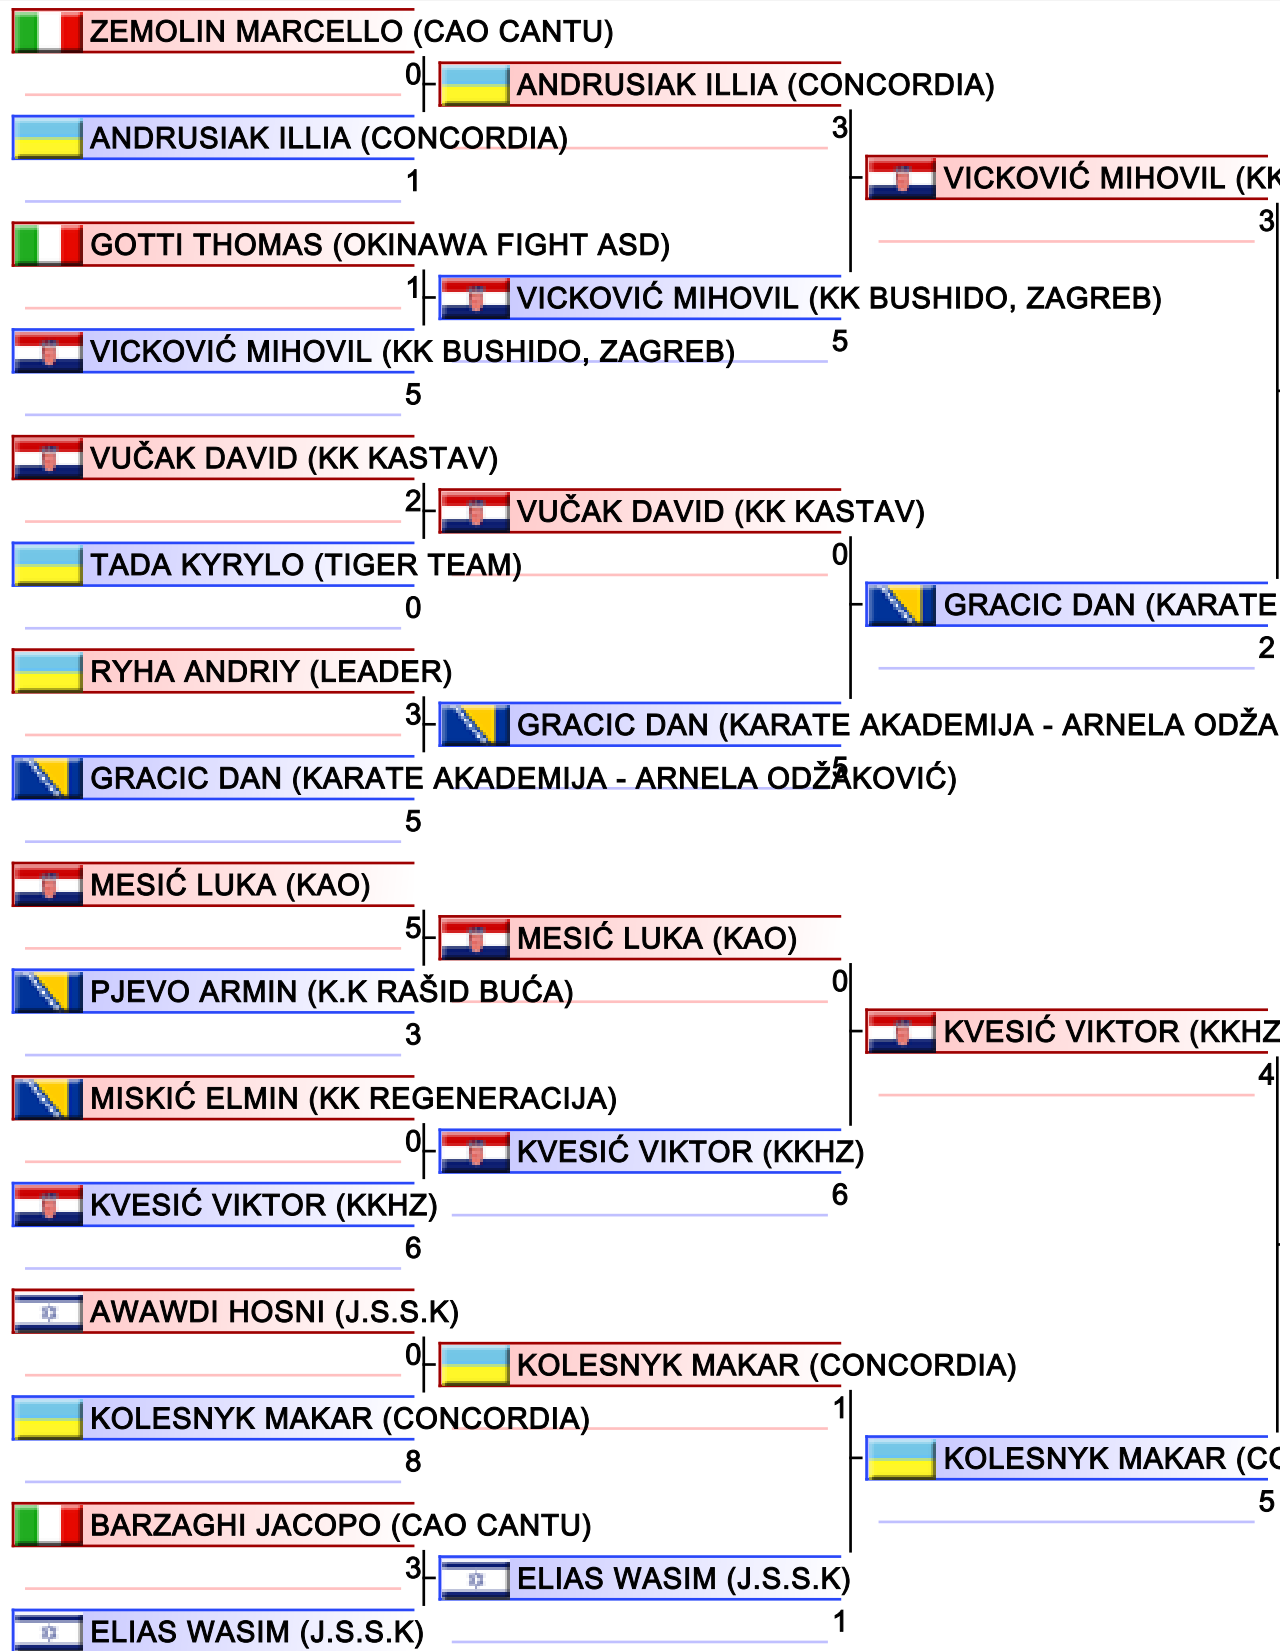 ZEMOLIN MARCELLO (CAO CANTU)
0
ANDRUSIAK ILLIA (CONCORDIA)
1
GOTTI THOMAS (OKINAWA FIGHT ASD)
1
VICKOVIĆ MIHOVIL (KK BUSHIDO, ZAGREB)
5
VUČAK DAVID (KK KASTAV)
2
TADA KYRYLO (TIGER TEAM)
0
RYHA ANDRIY (LEADER)
3
GRACIC DAN (KARATE AKADEMIJA - ARNELA ODŽAKOVIĆ)
5
MESIĆ LUKA (KAO)
5
PJEVO ARMIN (K.K RAŠID BUĆA)
3
MISKIĆ ELMIN (KK REGENERACIJA)
0
KVESIĆ VIKTOR (KKHZ)
6
AWAWDI HOSNI (J.S.S.K)
0
KOLESNYK MAKAR (CONCORDIA)
8
BARZAGHI JACOPO (CAO CANTU)
3
ELIAS WASIM (J.S.S.K)
ANDRUSIAK ILLIA (CONCORDIA)
3
VICKOVIĆ MIHOVIL (KK BUSHIDO, ZAGREB)
5
VUČAK DAVID (KK KASTAV)
0
GRACIC DAN (KARATE AKADEMIJA - ARNELA ODŽA
5
MESIĆ LUKA (KAO)
0
KVESIĆ VIKTOR (KKHZ)
6
KOLESNYK MAKAR (CONCORDIA)
1
ELIAS WASIM (J.S.S.K)
1
VICKOVIĆ MIHOVIL (KK
3
GRACIC DAN (KARATE
2
KVESIĆ VIKTOR (KKHZ
4
KOLESNYK MAKAR (CO
5